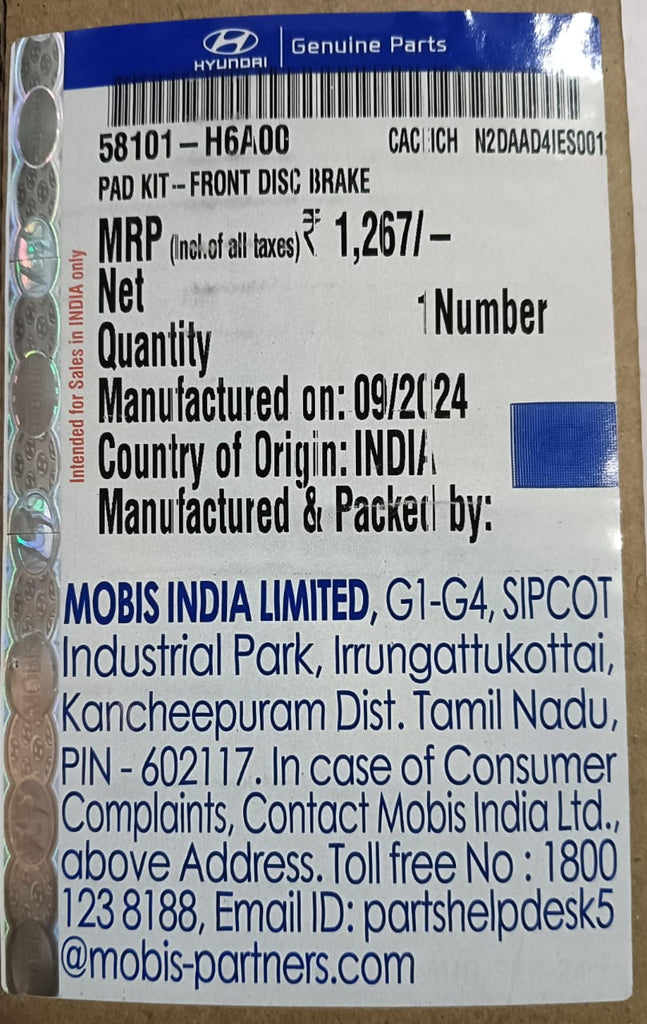 HYUNDAI
Genuine Parts
58101-H6A00
PAD KIT--FRONT DISC BRAKE
MRP (Incl.of all taxes) ₹ 1,267/-
Net Quantity 1 Number
Manufactured on: 09/2024
Country of Origin: INDIA
Manufactured & Packed by:
MOBIS INDIA LIMITED, G1-G4, SIPCOT
Industrial Park, Irrungattukottai,
Kancheepuram Dist. Tamil Nadu,
PIN - 602117. In case of Consumer
Complaints, Contact Mobis India Ltd.,
above Address. Toll free No : 1800
123 8188, Email ID: partshelpdesk5
@mobis-partners.com
Intended for Sales in INDIA only